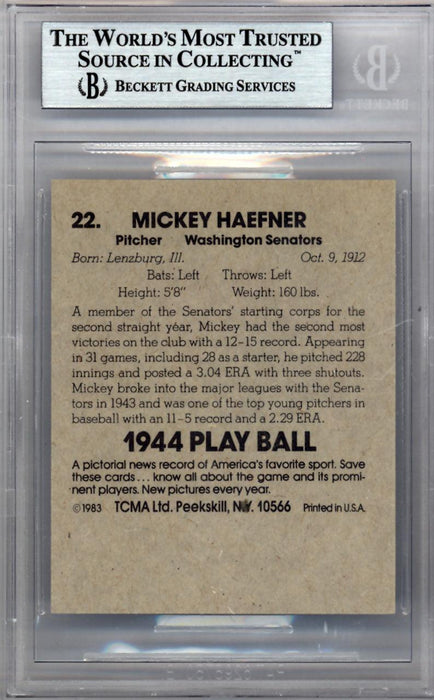 THE WORLD'S MOST TRUSTED
SOURCE IN COLLECTING™
B BECKETT GRADING SERVICES
B
BECKETT
22. MICKEY HAEFNER
Pitcher Washington Senators
Born: Lenzburg, Ill. Oct. 9, 1912
Bats: Left Throws: Left
Height: 5'8" Weight: 160 lbs.
A member of the Senators' starting corps for the
second straight year, Mickey had the second most
victories on the club with a 12-15 record. Appearing
in 31 games, including 28 as a starter, he pitched 228
innings and posted a 3.04 ERA with three shutouts.
Mickey broke into the major leagues with the Sena-
tors in 1943 and was one of the top young pitchers in
baseball with an 11-5 record and a 2.29 ERA.
1944 PLAY BALL
A pictorial news record of America's favorite sport. Save
these cards... know all about the game and its promi-
nent players. New pictures every year.
©1983 TCMA Ltd. Peekskill, N.Y. 10566 Printed in U.S.A.